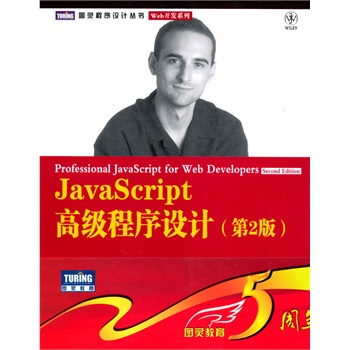 TURING 图灵程序设计丛书 Web开发系列
WILEY
Professional JavaScript for Web Developers Second Edition
JavaScript
高级程序设计(第2版)
TURING
图灵教育
图灵教育
5周